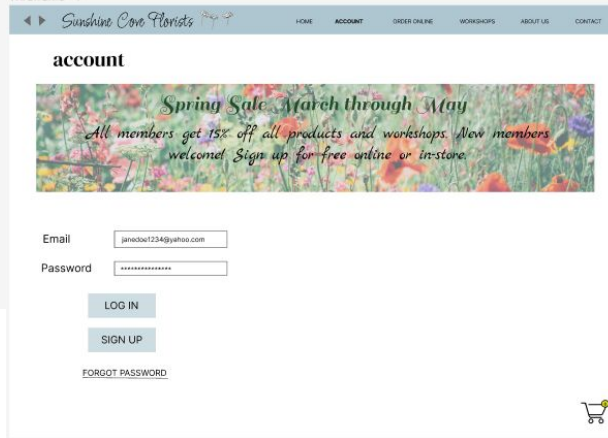 Sunshine Cove Florists
HOME ACCOUNT ORDER ONLINE WORKSHOPS ABOUT US CONTACT
account
Spring Sale March through May
All members get 15% off all products and workshops. New members
welcome! Sign up for free online or in-store.
Email janedoe1234@yahoo.com
Password ***************
LOG IN
SIGN UP
FORGOT PASSWORD